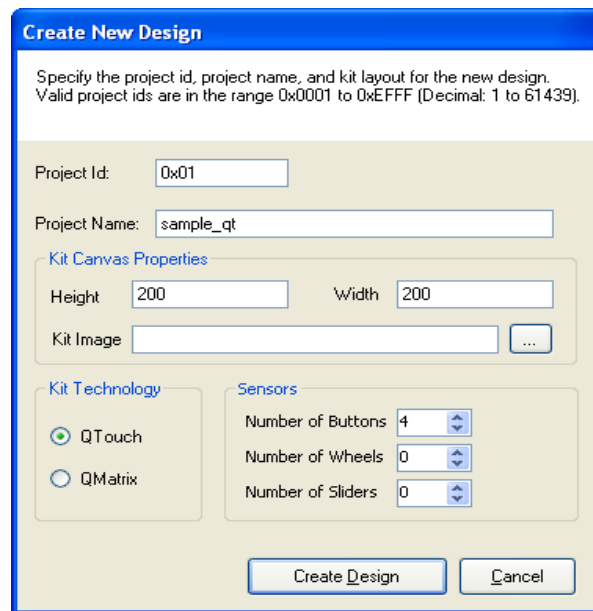 Create New Design
Specify the project id, project name, and kit layout for the new design.
Valid project ids are in the range 0x0001 to 0xEFFF (Decimal: 1 to 61439).
Project Id: 0x01
Project Name: sample_qt
Kit Canvas Properties
Height 200 Width 200
Kit Image ...
Kit Technology Sensors
QTouch Number of Buttons 4
QMatrix Number of Wheels 0
Number of Sliders 0
Create Design Cancel